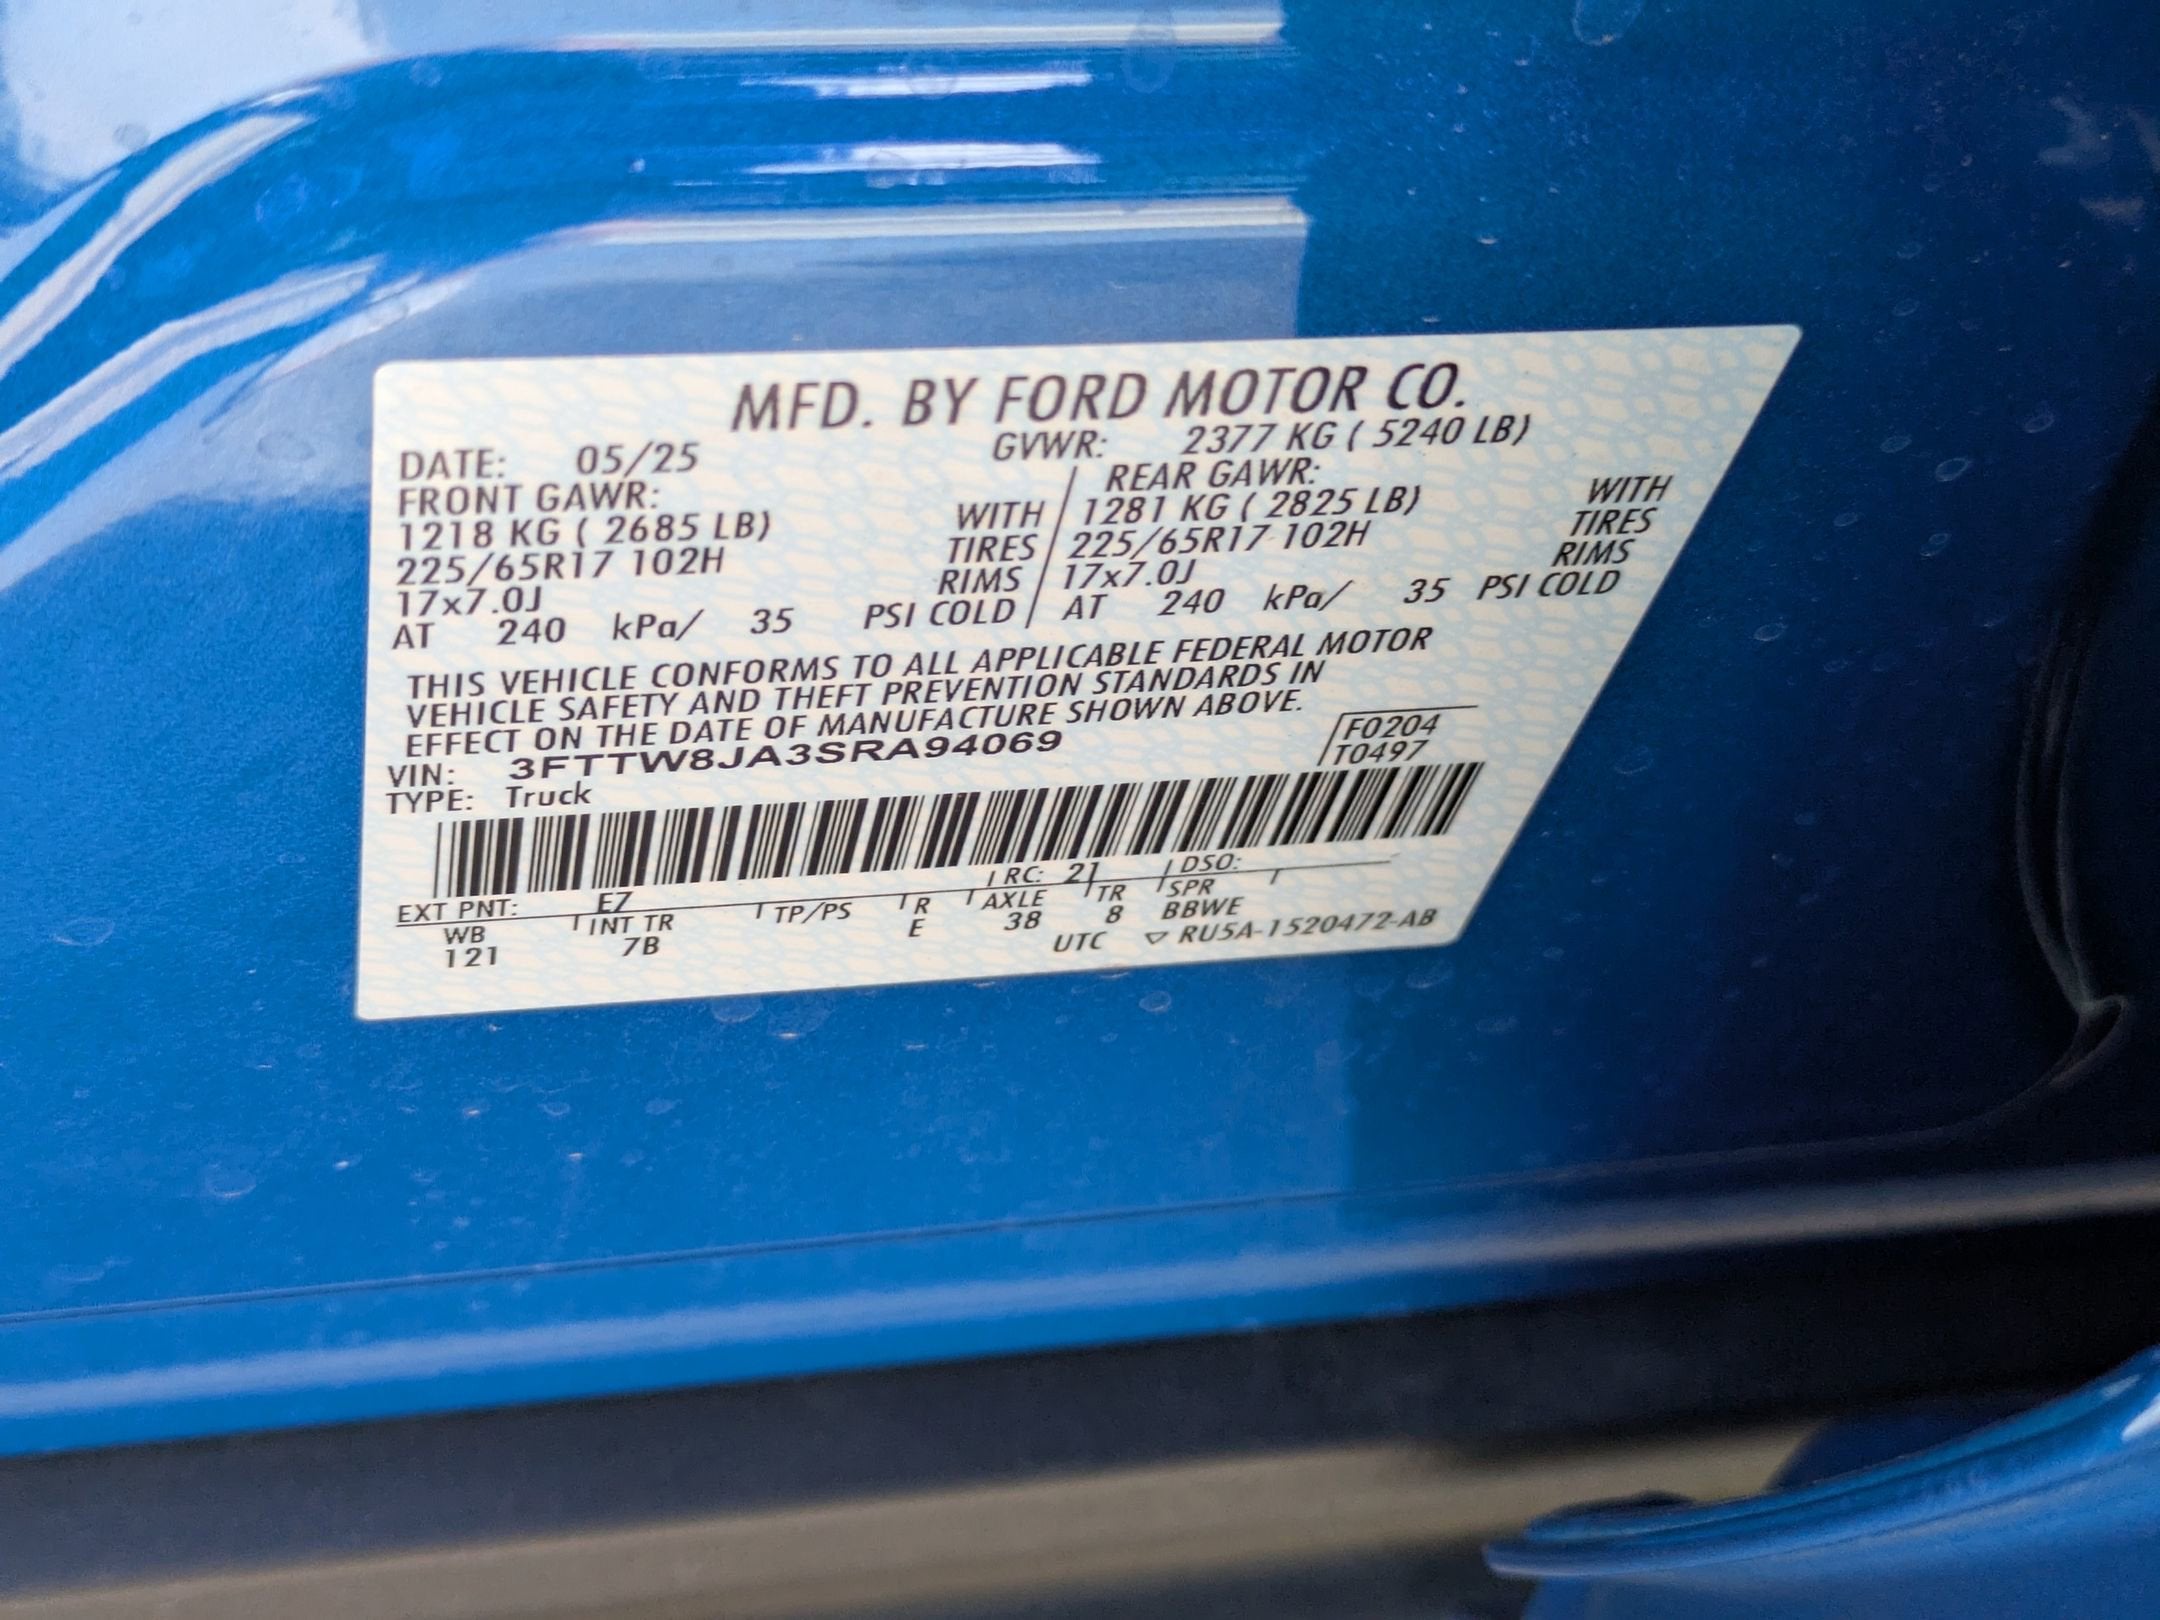 MFD. BY FORD MOTOR CO.
DATE: 05/25 GVWR: 2377 KG ( 5240 LB)
FRONT GAWR: REAR GAWR:
1218 KG ( 2685 LB) WITH 1281 KG ( 2825 LB) WITH
225/65R17 102H TIRES 225/65R17 102H TIRES
17x7.0J RIMS 17x7.0J RIMS
AT 240 kPa/ 35 PSI COLD AT 240 kPa/ 35 PSI COLD
THIS VEHICLE CONFORMS TO ALL APPLICABLE FEDERAL MOTOR
VEHICLE SAFETY AND THEFT PREVENTION STANDARDS IN
EFFECT ON THE DATE OF MANUFACTURE SHOWN ABOVE.
VIN: 3FTTW8JA3SRA94069 F0204
TYPE: Truck T0497
EXT PNT: EZ RC: 21 DSO:
WB INT TR TP/PS R AXLE TR SPR
121 7B E 38 8 BBWE
UTC ▽ RU5A-1520472-AB